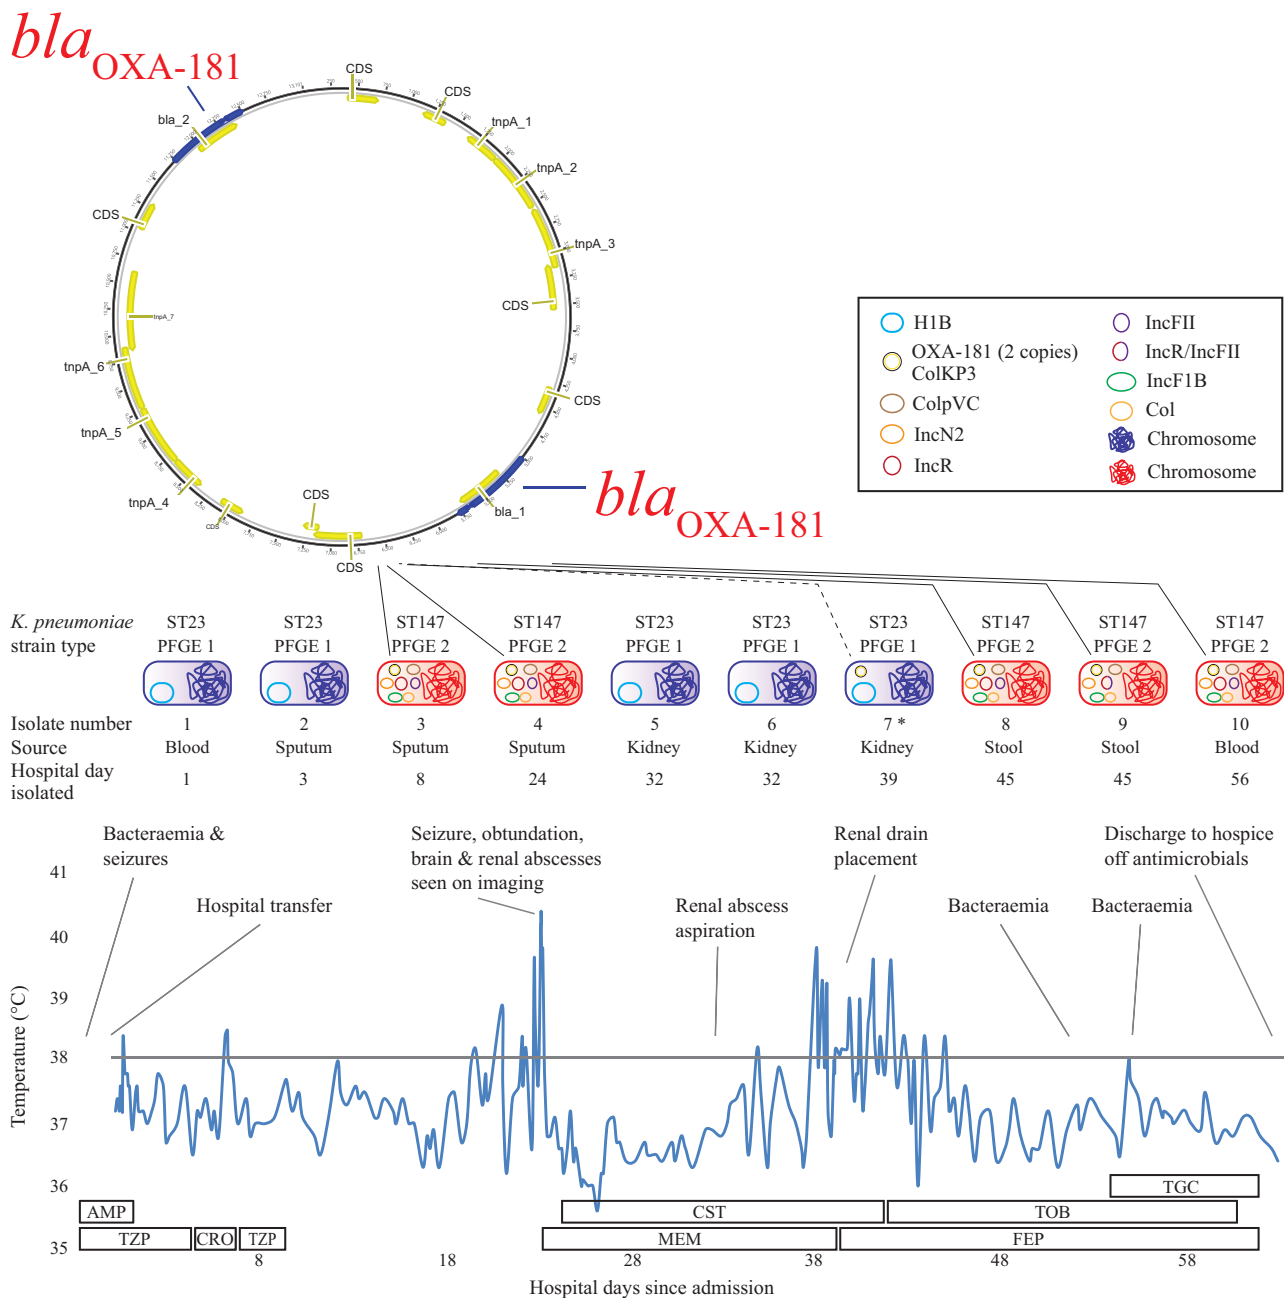 bla OXA-181
CDS
CDS
bla_2
tnpA_1
tnpA_2
CDS
tnpA_3
CDS
tnpA_7
tnpA_6
CDS
tnpA_5
tnpA_4
CDS
CDS
bla_1
CDS
bla OXA-181
H1B
OXA-181 (2 copies)
ColKP3
ColpVC
IncN2
IncR
IncFII
IncR/IncFII
IncF1B
Col
Chromosome
Chromosome
K. pneumoniae ST23 ST23 ST147 ST147 ST23 ST23 ST23 ST147 ST147 ST147
strain type PFGE 1 PFGE 1 PFGE 2 PFGE 2 PFGE 1 PFGE 1 PFGE 1 PFGE 2 PFGE 2 PFGE 2
Isolate number 1 2 3 4 5 6 7 * 8 9 10
Source Blood Sputum Sputum Sputum Kidney Kidney Kidney Stool Stool Blood
Hospital day
isolated 1 3 8 24 32 32 39 45 45 56
Bacteraemia &
seizures
Hospital transfer
Seizure, obtundation,
brain & renal abscesses
seen on imaging
Renal abscess
aspiration
Renal drain
placement
Bacteraemia
Bacteraemia
Discharge to hospice
off antimicrobials
Temperature (°C)
41
40
39
38
37
36
35
TGC
AMP CST TOB
TZP CRO TZP MEM FEP
8 18 28 38 48 58
Hospital days since admission